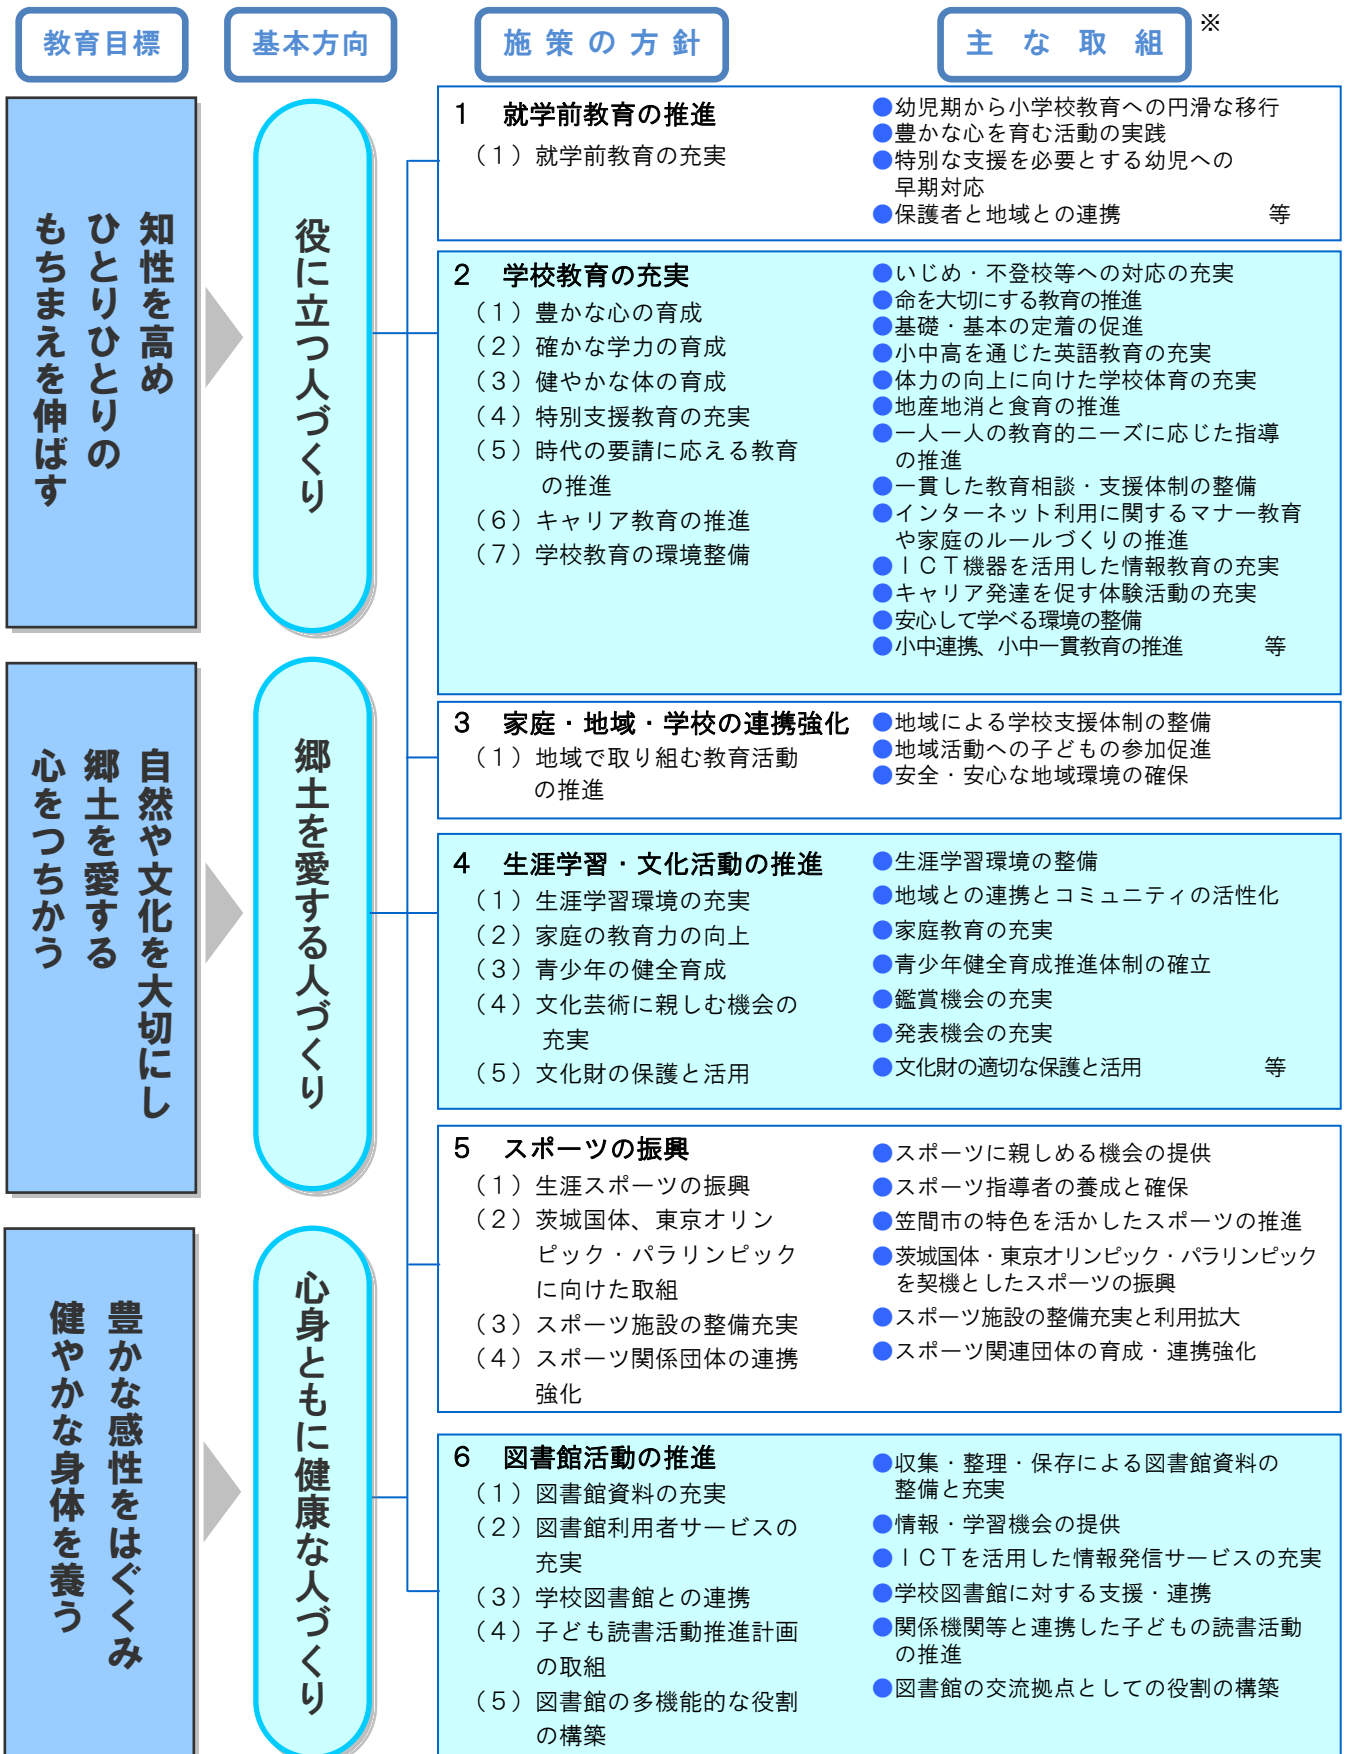 教育目標
基本方向
施策の方針
主な取組
※
知性を高め
ひとりひとりの
もちまえを伸ばす
役に立つ人づくり
自然や文化を大切にし
郷土を愛する
心をつちかう
郷土を愛する人づくり
豊かな感性をはぐくみ
健やかな身体を養う
心身ともに健康な人づくり
1 就学前教育の推進
（１）就学前教育の充実
●幼児期から小学校教育への円滑な移行
●豊かな心を育む活動の実践
●特別な支援を必要とする幼児への
早期対応
●保護者と地域との連携 等
2 学校教育の充実
（１）豊かな心の育成
（２）確かな学力の育成
（３）健やかな体の育成
（４）特別支援教育の充実
（５）時代の要請に応える教育
の推進
（６）キャリア教育の推進
（７）学校教育の環境整備
●いじめ・不登校等への対応の充実
●命を大切にする教育の推進
●基礎・基本の定着の促進
●小中高を通じた英語教育の充実
●体力の向上に向けた学校体育の充実
●地産地消と食育の推進
●一人一人の教育的ニーズに応じた指導
の推進
●一貫した教育相談・支援体制の整備
●インターネット利用に関するマナー教育
や家庭のルールづくりの推進
●ＩＣＴ機器を活用した情報教育の充実
●キャリア発達を促す体験活動の充実
●安心して学べる環境の整備
●小中連携、小中一貫教育の推進 等
3 家庭・地域・学校の連携強化
（１）地域で取り組む教育活動
の推進
●地域による学校支援体制の整備
●地域活動への子どもの参加促進
●安全・安心な地域環境の確保
4 生涯学習・文化活動の推進
（１）生涯学習環境の充実
（２）家庭の教育力の向上
（３）青少年の健全育成
（４）文化芸術に親しむ機会の
充実
（５）文化財の保護と活用
●生涯学習環境の整備
●地域との連携とコミュニティの活性化
●家庭教育の充実
●青少年健全育成推進体制の確立
●鑑賞機会の充実
●発表機会の充実
●文化財の適切な保護と活用 等
5 スポーツの振興
（１）生涯スポーツの振興
（２）茨城国体、東京オリン
ピック・パラリンピック
に向けた取組
（３）スポーツ施設の整備充実
（４）スポーツ関係団体の連携
強化
●スポーツに親しめる機会の提供
●スポーツ指導者の養成と確保
●笠間市の特色を活かしたスポーツの推進
●茨城国体・東京オリンピック・パラリンピック
を契機としたスポーツの振興
●スポーツ施設の整備充実と利用拡大
●スポーツ関連団体の育成・連携強化
6 図書館活動の推進
（１）図書館資料の充実
（２）図書館利用者サービスの
充実
（３）学校図書館との連携
（４）子ども読書活動推進計画
の取組
（５）図書館の多機能的な役割
の構築
●収集・整理・保存による図書館資料の
整備と充実
●情報・学習機会の提供
●ＩＣＴを活用した情報発信サービスの充実
●学校図書館に対する支援・連携
●関係機関等と連携した子どもの読書活動
の推進
●図書館の交流拠点としての役割の構築